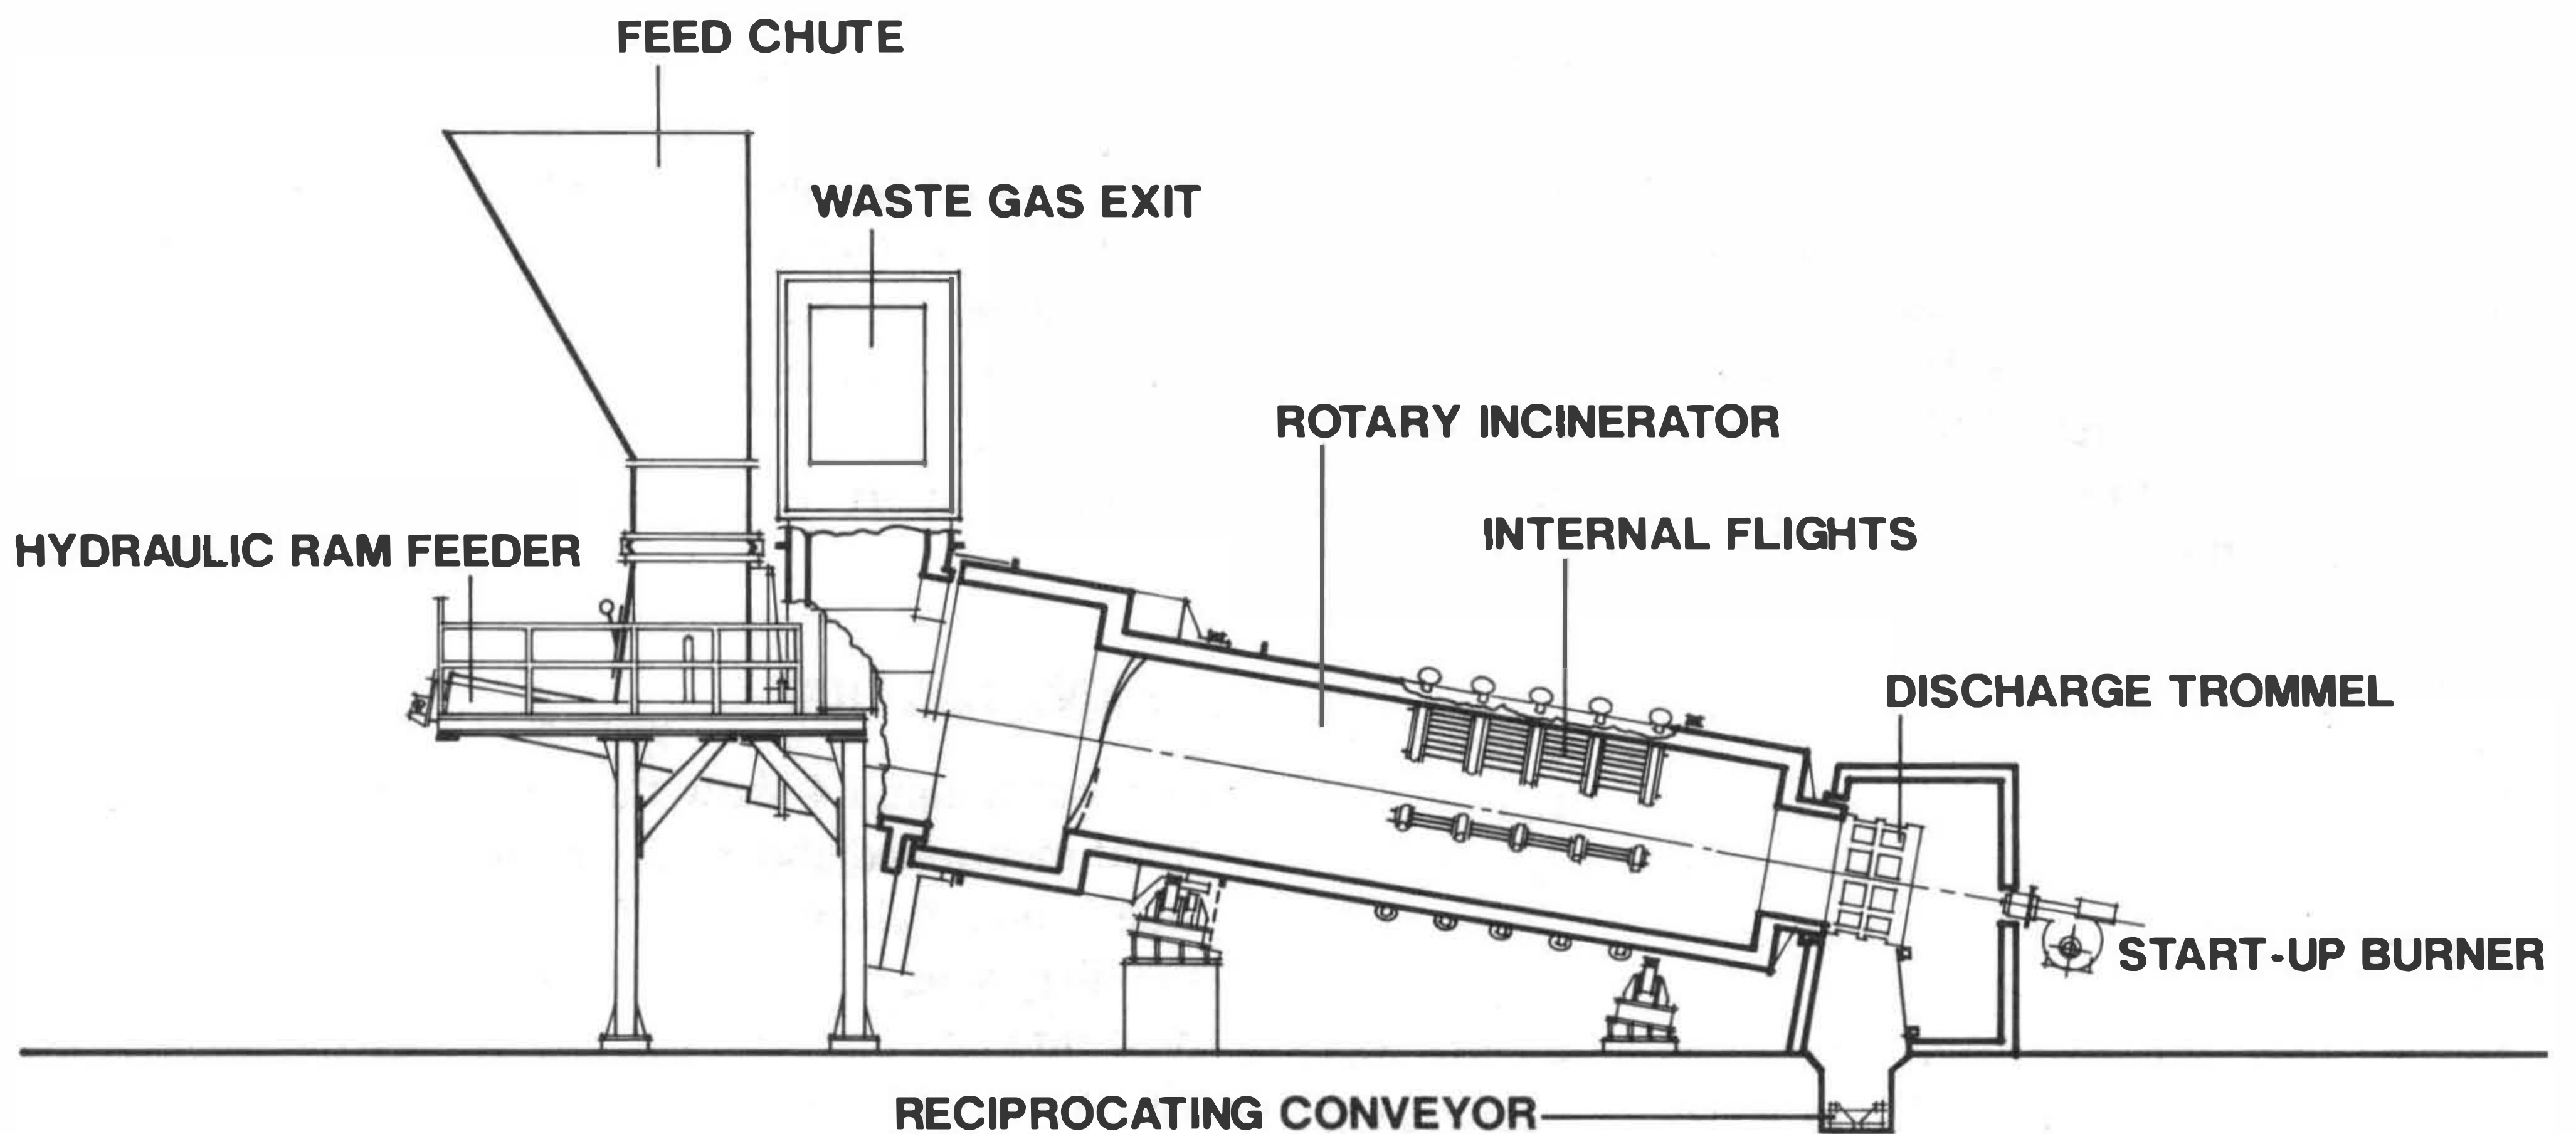 FEED CHUTE
WASTE GAS EXIT
ROTARY INCINERATOR
INTERNAL FLIGHTS
HYDRAULIC RAM FEEDER
DISCHARGE TROMMEL
START-UP BURNER
RECIPROCATING CONVEYOR